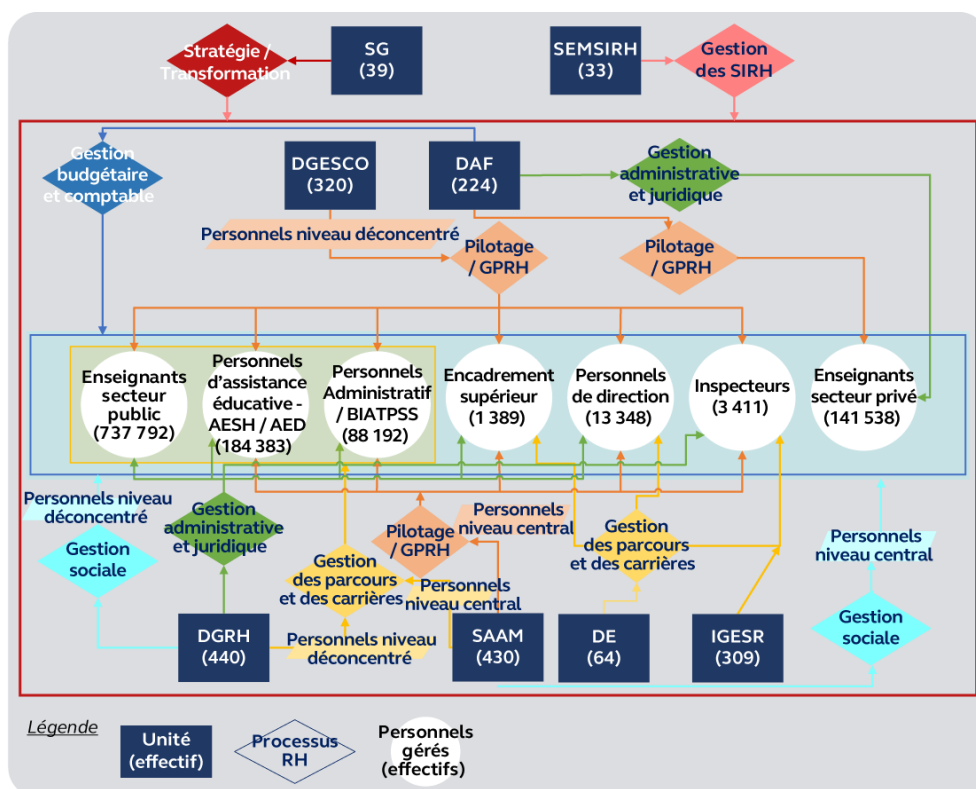 Stratégie /
Transformation
SG
(39)
SEMSIRH
(33)
Gestion
des SIRH
Gestion
budgétaire
et comptable
DGESCO
(320)
DAF
(224)
Gestion
administrative
et juridique
Personnels niveau déconcentré
Pilotage
/ GPRH
Pilotage
/ GPRH
Enseignants
secteur
public
(737 792)
Personnels
d'assistance
éducative -
AESH / AED
(184 383)
Personnels
Administratif
/ BIATPSS
(88 192)
Encadrement
supérieur
(1 389)
Personnels
de direction
(13 348)
Inspecteurs
(3 411)
Enseignants
secteur privé
(141 538)
Personnels niveau
déconcentré
Gestion
sociale
Gestion
administrative
et juridique
Gestion
des parcours
et des carrières
Pilotage
/ GPRH
Personnels
niveau central
Personnels
niveau central
Gestion
des parcours
et des carrières
Personnels
niveau central
Gestion
sociale
DGRH
(440)
Personnels niveau
déconcentré
SAAM
(430)
DE
(64)
IGESR
(309)
Légende
Unité
(effectif)
Processus
RH
Personnels
gérés
(effectifs)